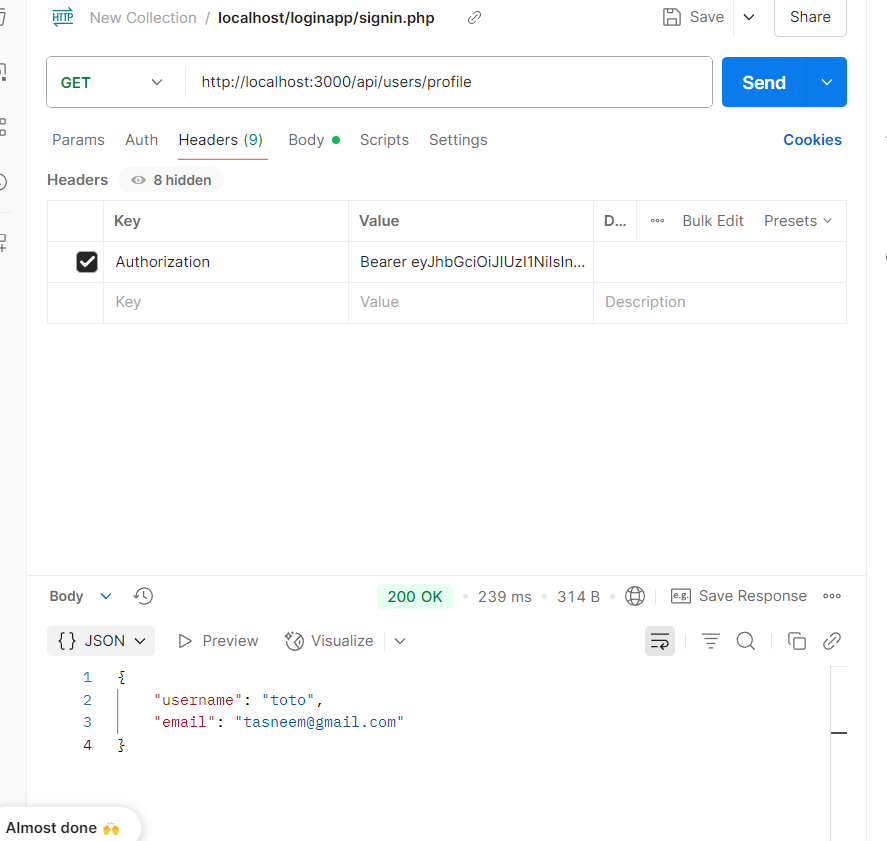 HTTP New Collection / localhost/loginapp/signin.php Save Share
GET http://localhost:3000/api/users/profile Send
Params Auth Headers (9) Body Scripts Settings Cookies
Headers 8 hidden
Key Value D... Bulk Edit Presets
Authorization Bearer eyJhbGciOiJIUzI1NiIsIn...
Key Value Description
Body 200 OK 239 ms 314 B e.g. Save Response
{} JSON Preview Visualize
1 {
2 "username": "toto",
3 "email": "tasneem@gmail.com"
4 }
Almost done 🙌